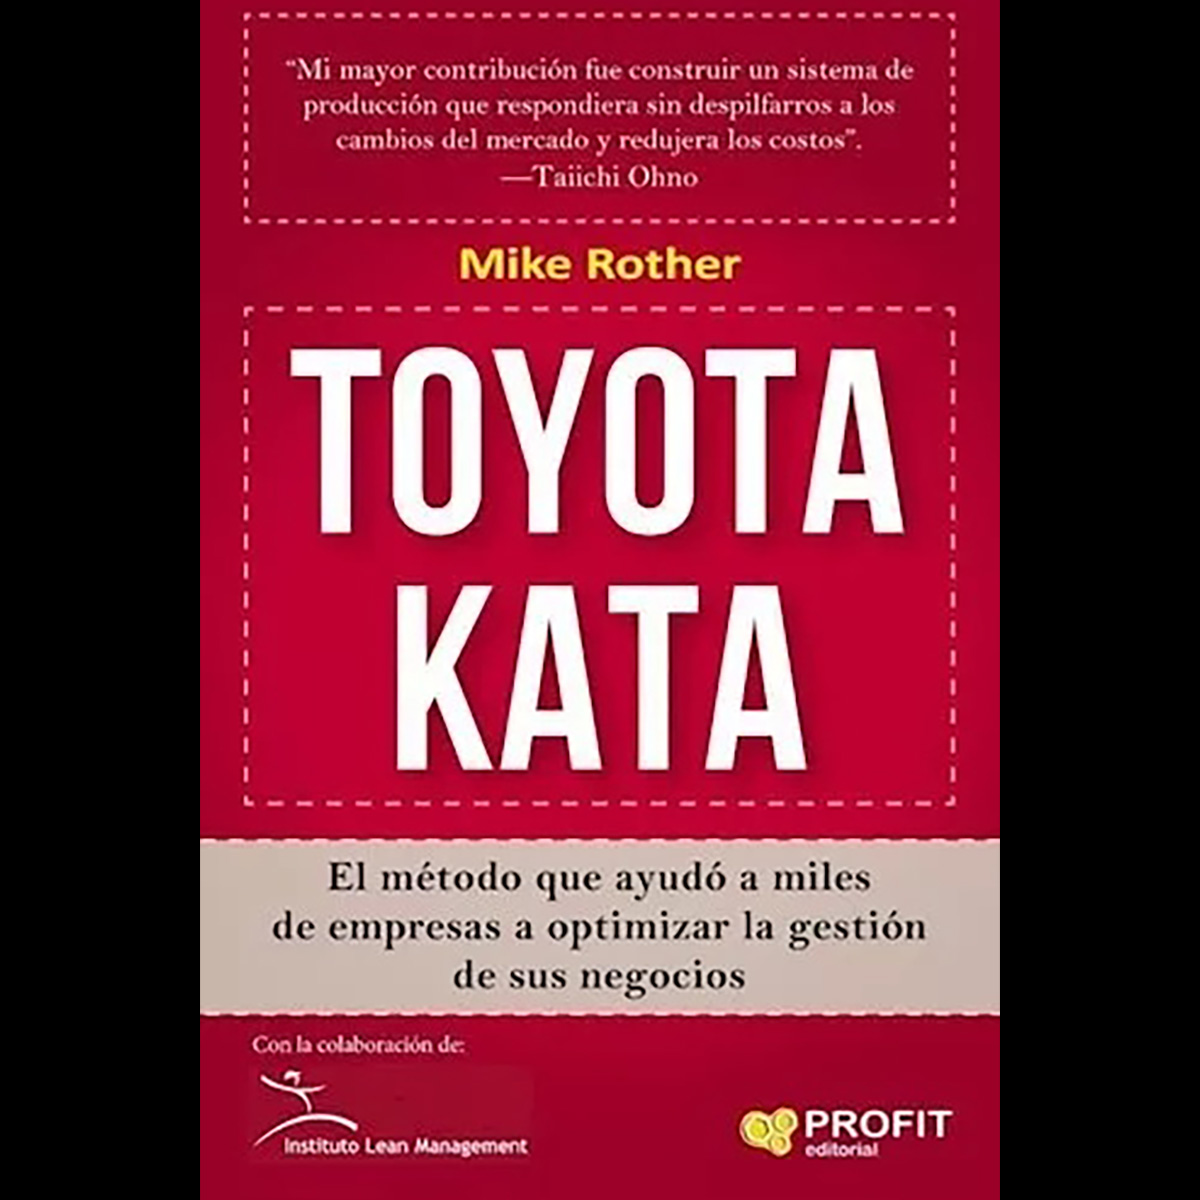 “Mi mayor contribución fue construir un sistema de
producción que respondiera sin despilfarros a los
cambios del mercado y redujera los costos”.
—Taiichi Ohno
Mike Rother
TOYOTA
KATA
El método que ayudó a miles
de empresas a optimizar la gestión
de sus negocios
Con la colaboración de:
Instituto Lean Management
PROFIT
editorial